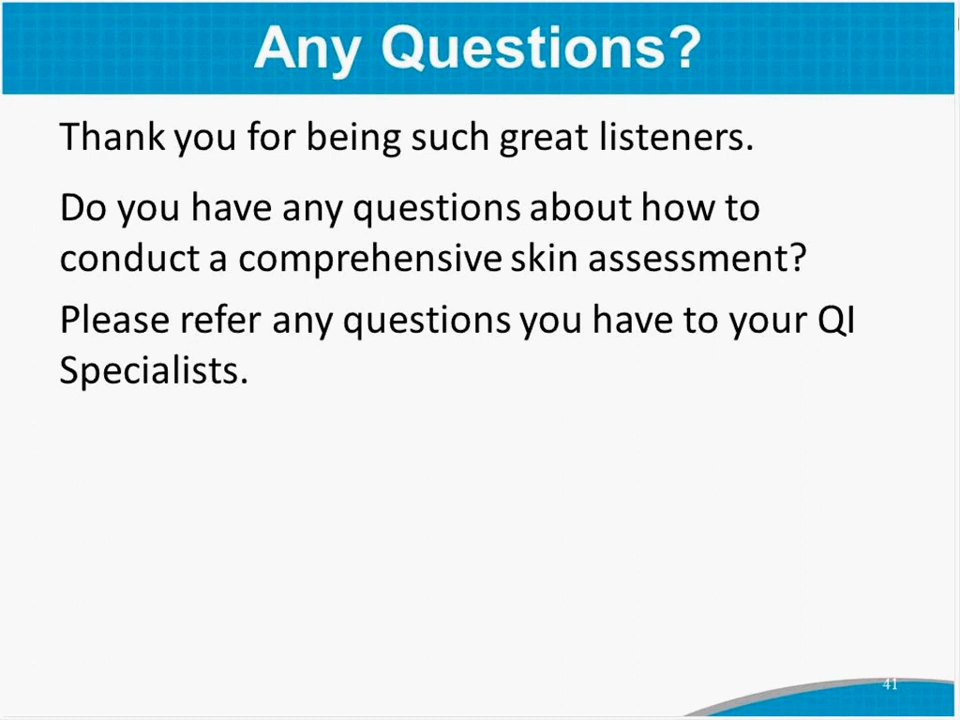 Any Questions?
Thank you for being such great listeners.
Do you have any questions about how to
conduct a comprehensive skin assessment?
Please refer any questions you have to your QI
Specialists.
41